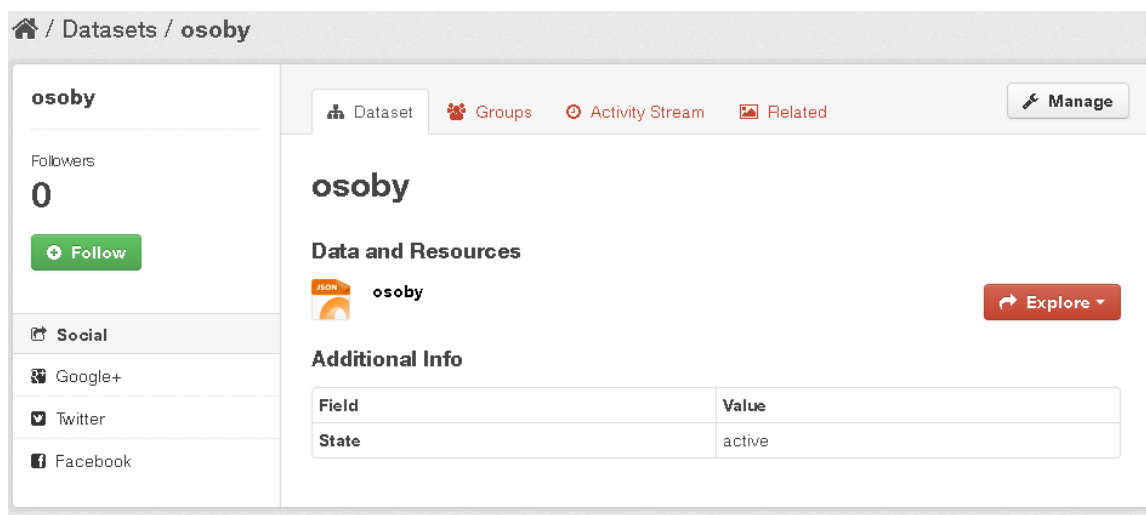 / Datasets / osoby
osoby
Followers
0
Follow
Social
Google+
Twitter
Facebook
Dataset Groups Activity Stream Related Manage
osoby
Data and Resources
JSON osoby Explore
Additional Info
Field Value
State active